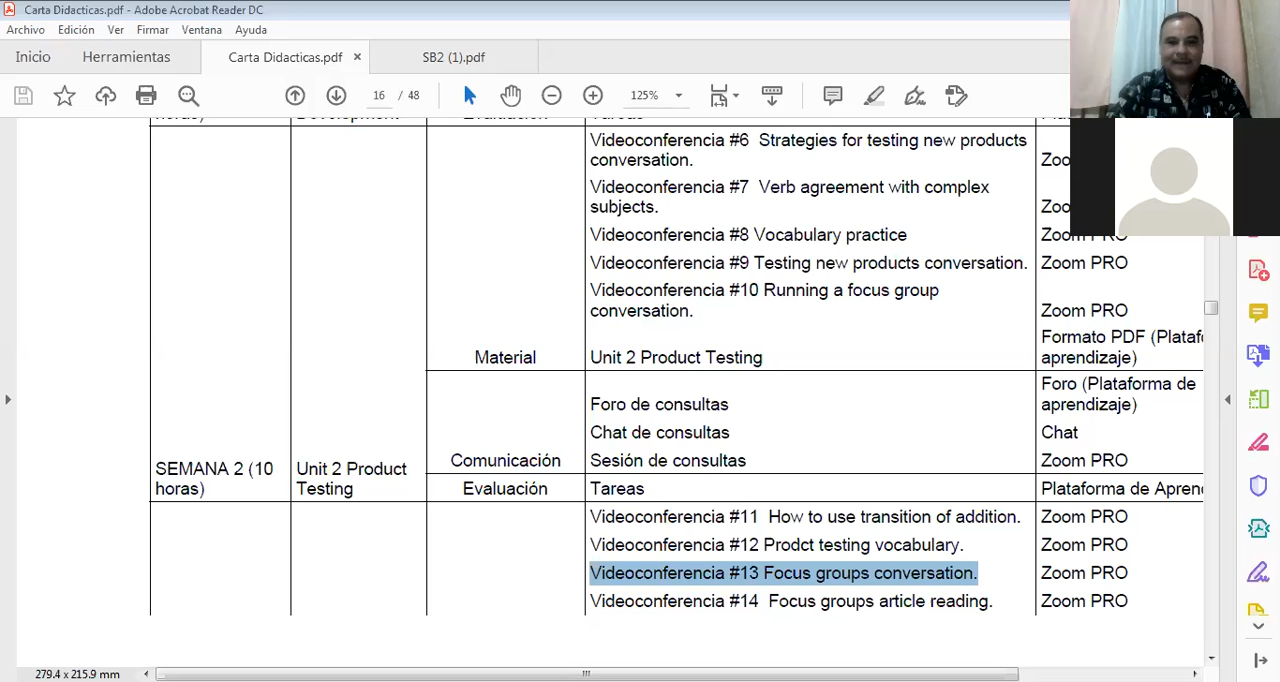 Carta Didacticas.pdf - Adobe Acrobat Reader DC
Archivo Edición Ver Firmar Ventana Ayuda
Inicio Herramientas Carta Didacticas.pdf × SB2 (1).pdf
16 / 48 125%
Videoconferencia #6 Strategies for testing new products
conversation.
Videoconferencia #7 Verb agreement with complex
subjects.
Videoconferencia #8 Vocabulary practice Zoom PRO
Videoconferencia #9 Testing new products conversation. Zoom PRO
Videoconferencia #10 Running a focus group
conversation. Zoom PRO
Formato PDF
Material Unit 2 Product Testing aprendizaje)
Foro (Plataforma de
Foro de consultas aprendizaje)
Chat de consultas Chat
Comunicación Sesión de consultas Zoom PRO
SEMANA 2 (10 Unit 2 Product
horas) Testing Evaluación Tareas Plataforma de
Videoconferencia #11 How to use transition of addition. Zoom PRO
Videoconferencia #12 Prodct testing vocabulary. Zoom PRO
Videoconferencia #13 Focus groups conversation. Zoom PRO
Videoconferencia #14 Focus groups article reading. Zoom PRO
279.4 x 215.9 mm